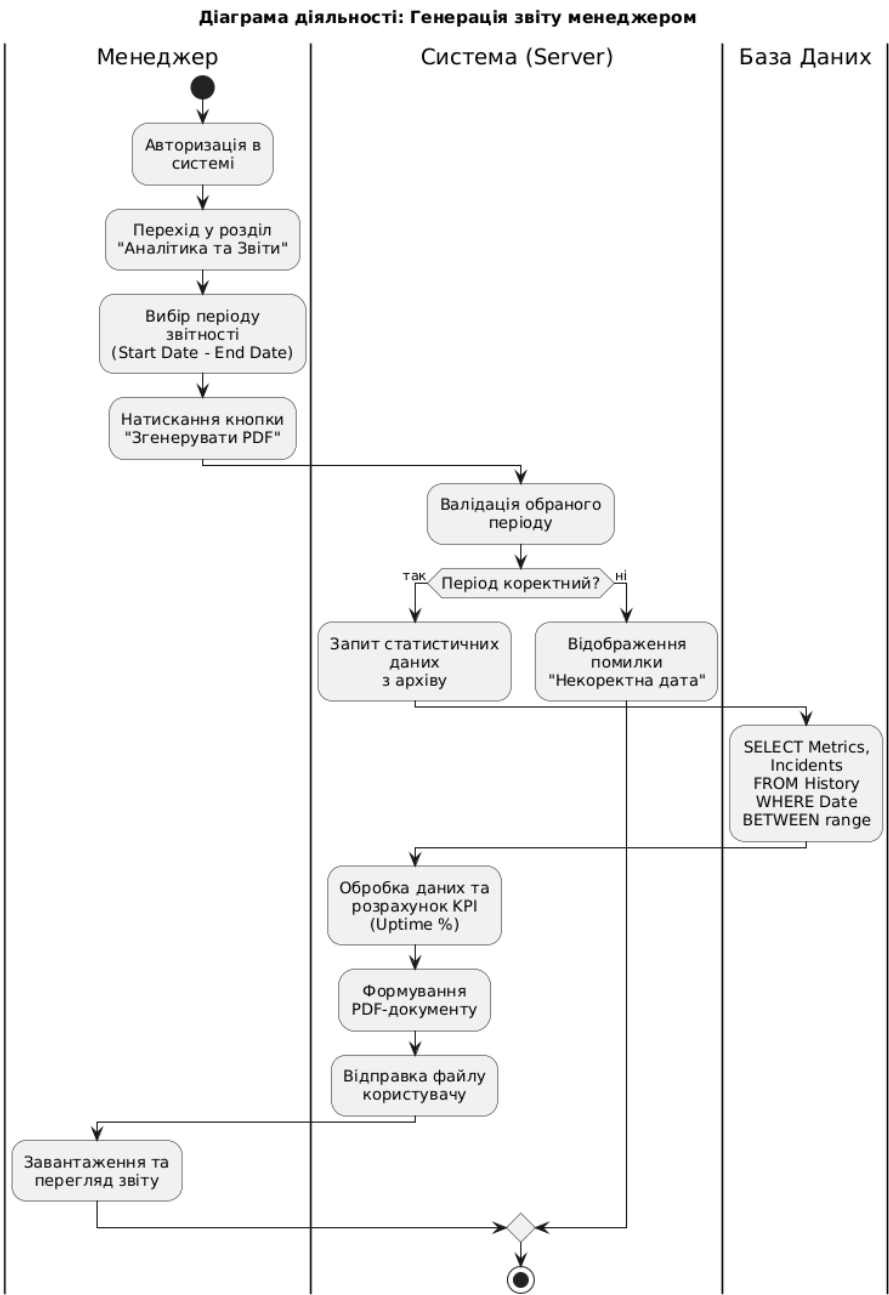 Діаграма діяльності: Генерація звіту менеджером
Менеджер
Система (Server)
База Даних
Авторизація в
системі
Перехід у розділ
"Аналітика та Звіти"
Вибір періоду
звітності
(Start Date - End Date)
Натискання кнопки
"Згенерувати PDF"
Валідація обраного
періоду
так
Період коректний?
ні
Запит статистичних
даних
з архіву
Відображення
помилки
"Некоректна дата"
SELECT Metrics,
Incidents
FROM History
WHERE Date
BETWEEN range
Обробка даних та
розрахунок KPI
(Uptime %)
Формування
PDF-документу
Відправка файлу
користувачу
Завантаження та
перегляд звіту